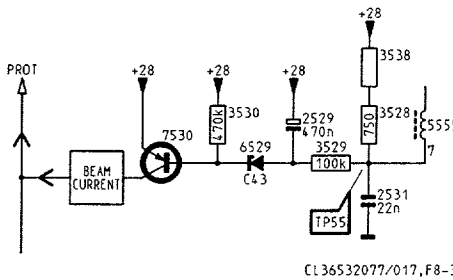 +28
3538
PROT
+28
+28
+28
3530
2529
470n
3528
750
555
7530
470k
6529
3529
100k
7
BEAM
CURRENT
C43
2531
22n
TP55
CL36532077/017,F8-3